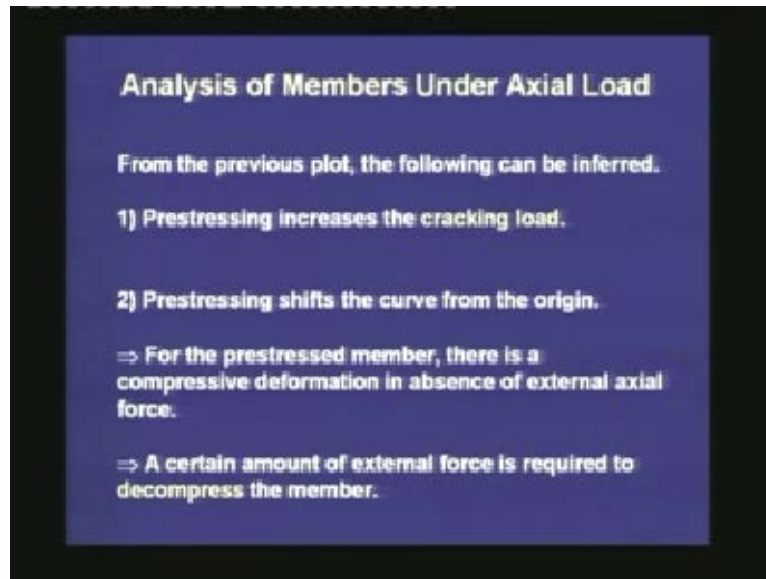 Analysis of Members Under Axial Load
From the previous plot, the following can be inferred.
1) Prestressing increases the cracking load.
2) Prestressing shifts the curve from the origin.
⇒ For the prestressed member, there is a
compressive deformation in absence of external axial
force.
⇒ A certain amount of external force is required to
decompress the member.